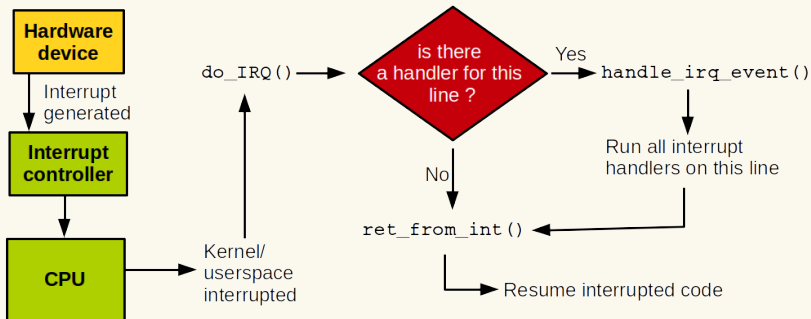 Hardware
device
Interrupt
generated
Interrupt
controller
CPU
Kernel/
userspace
interrupted
do_IRQ()
is there
a handler for this
line ?
Yes
handle_irq_event()
Run all interrupt
handlers on this line
No
ret_from_int()
Resume interrupted code